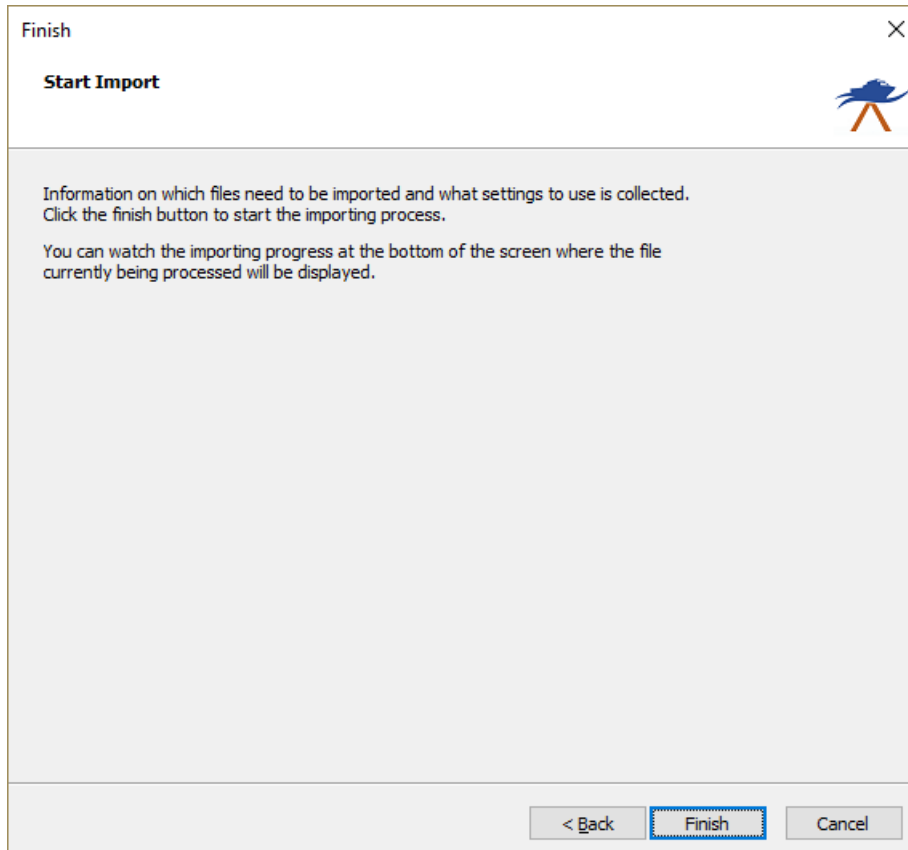 Finish
Start Import
Information on which files need to be imported and what settings to use is collected.
Click the finish button to start the importing process.
You can watch the importing progress at the bottom of the screen where the file
currently being processed will be displayed.
< Back
Finish
Cancel